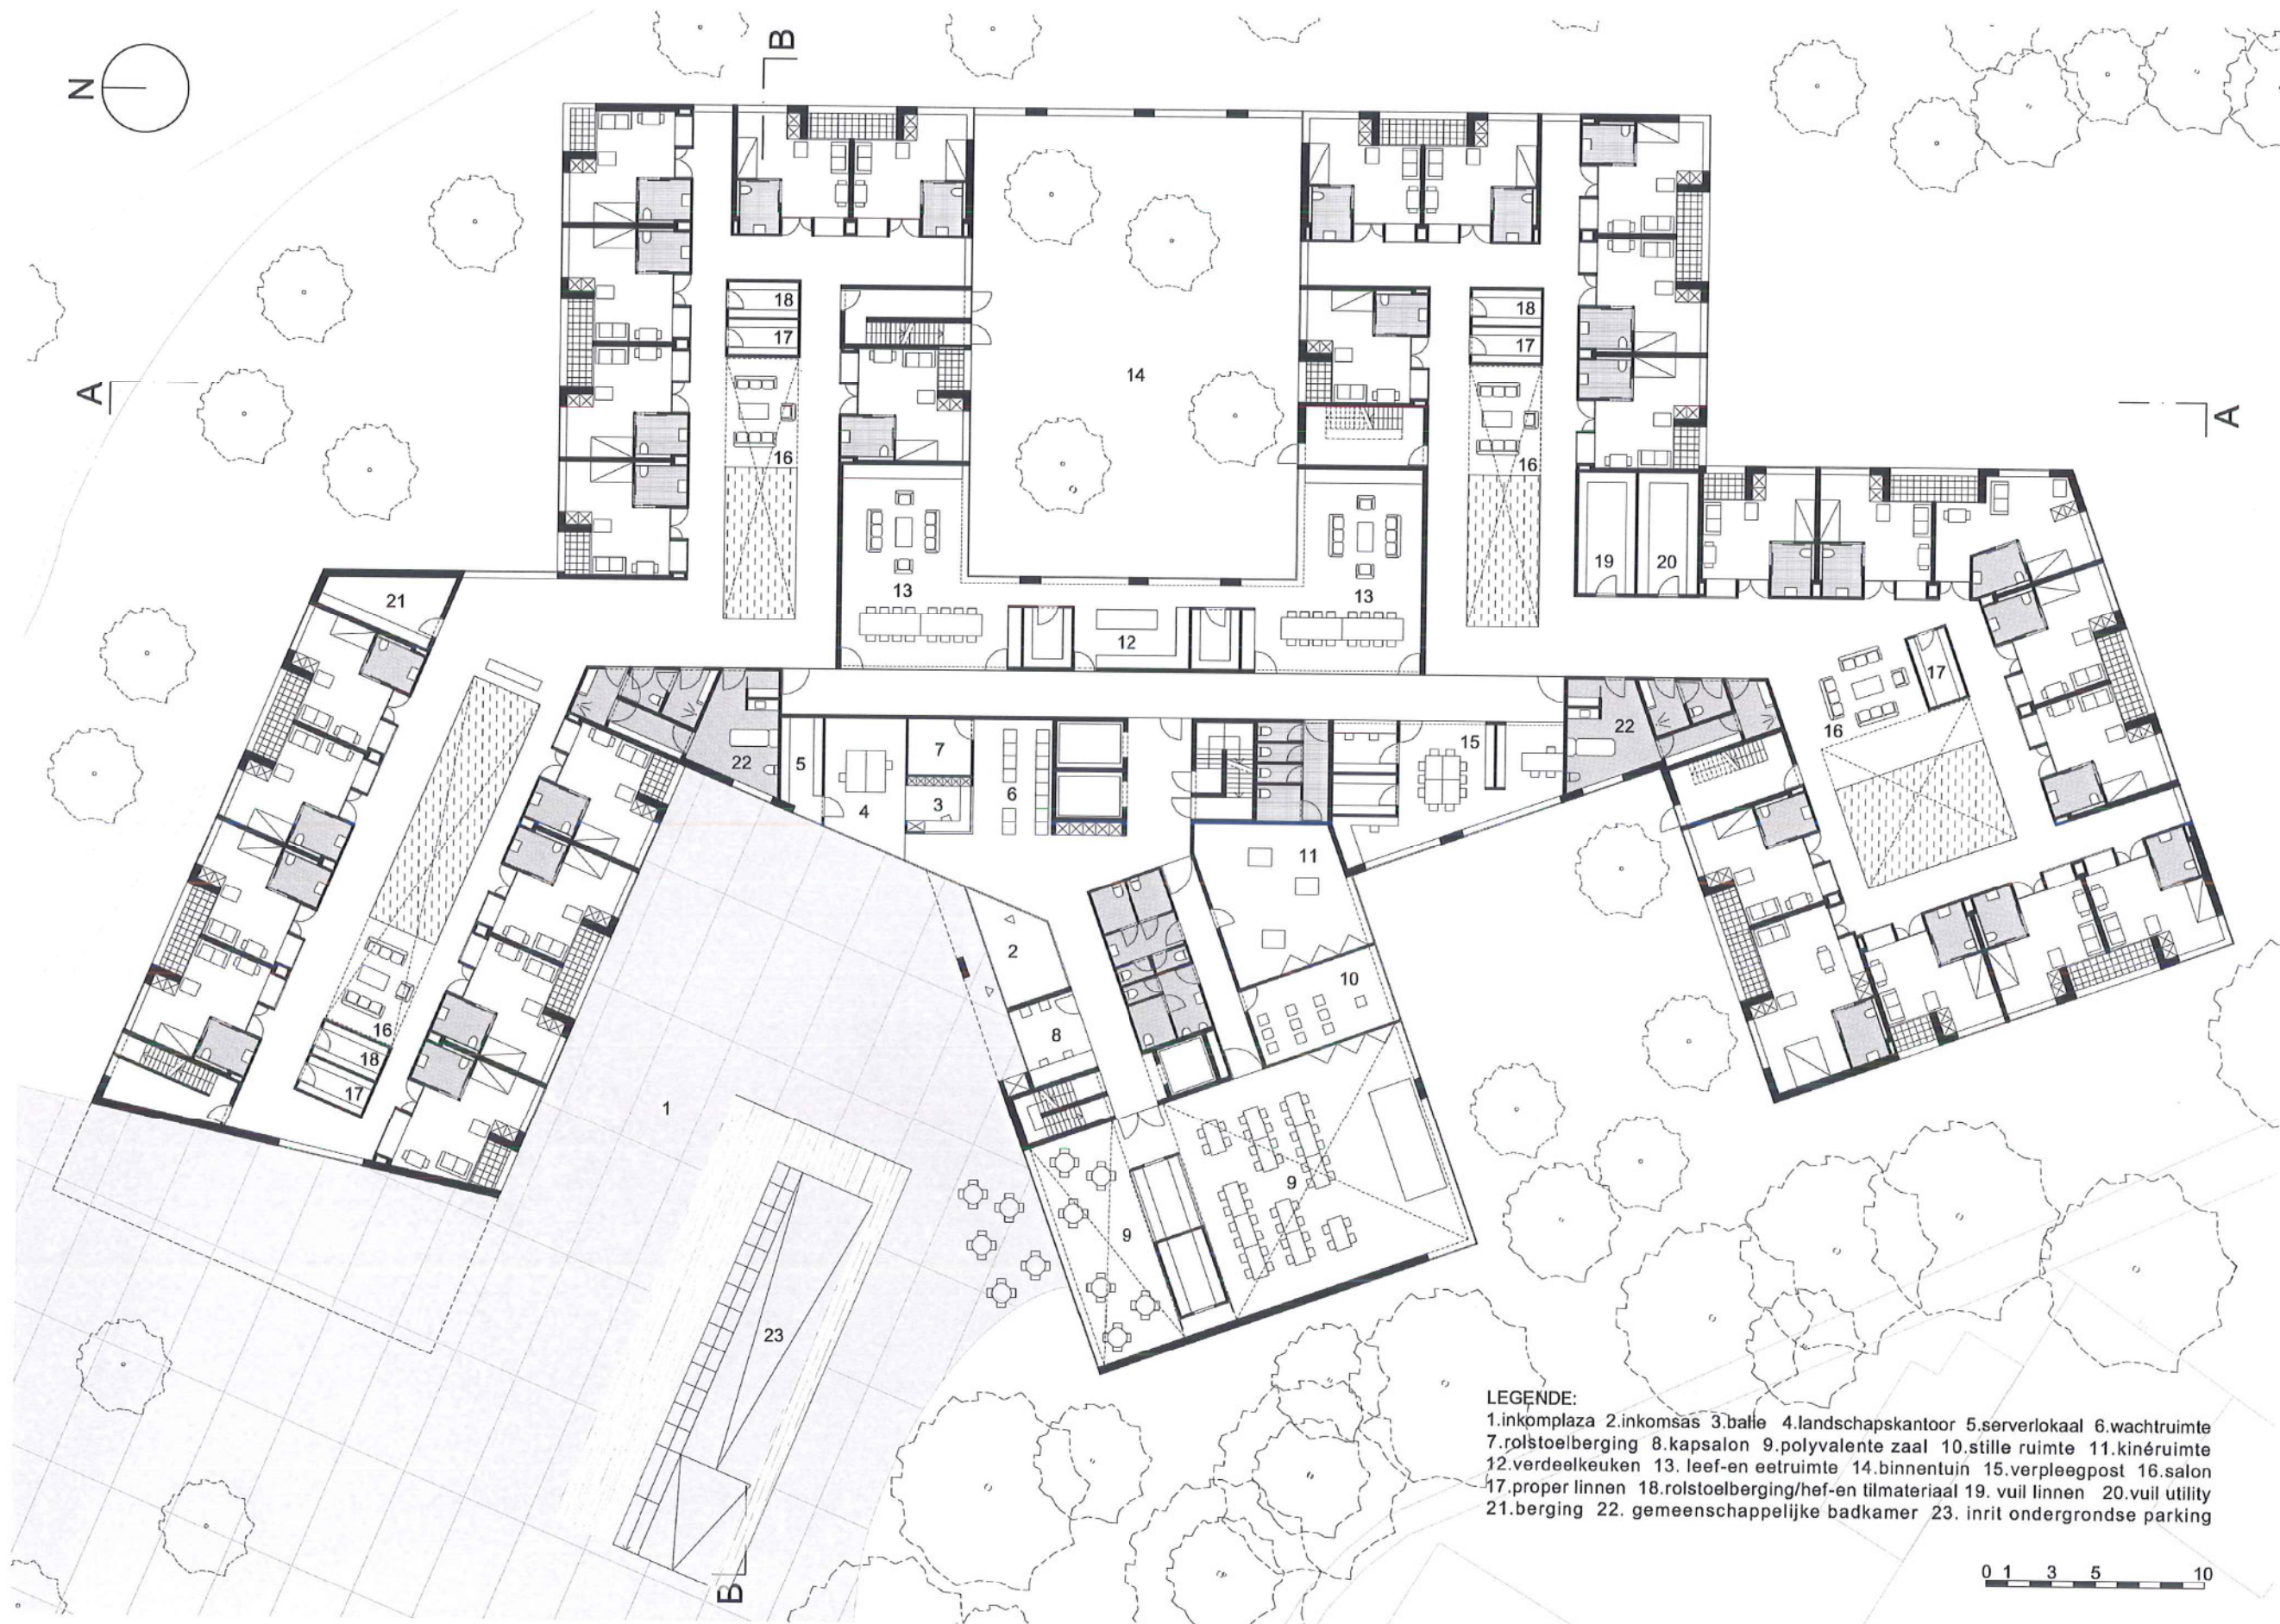 N
B
A
A
18
17
18
17
14
16
16
13
13
19
20
21
12
17
16
22
5
4
7
3
6
15
22
11
2
10
8
16
18
17
1
9
9
23
B
LEGENDE:
1.inkomplaza 2.inkomsas 3.balie 4.landschapskantoor 5.serverlokaal 6.wachtruimte
7.rolstoelberging 8.kapsalon 9.polyvalente zaal 10.stille ruimte 11.kinéruimte
12.verdeelkeuken 13. leef-en eetruimte 14.binnentuin 15.verpleegpost 16.salon
17.proper linnen 18.rolstoelberging/hef-en tilmateriaal 19. vuil linnen 20.vuil utility
21.berging 22. gemeenschappelijke badkamer 23. inrit ondergrondse parking
0 1 3 5 10